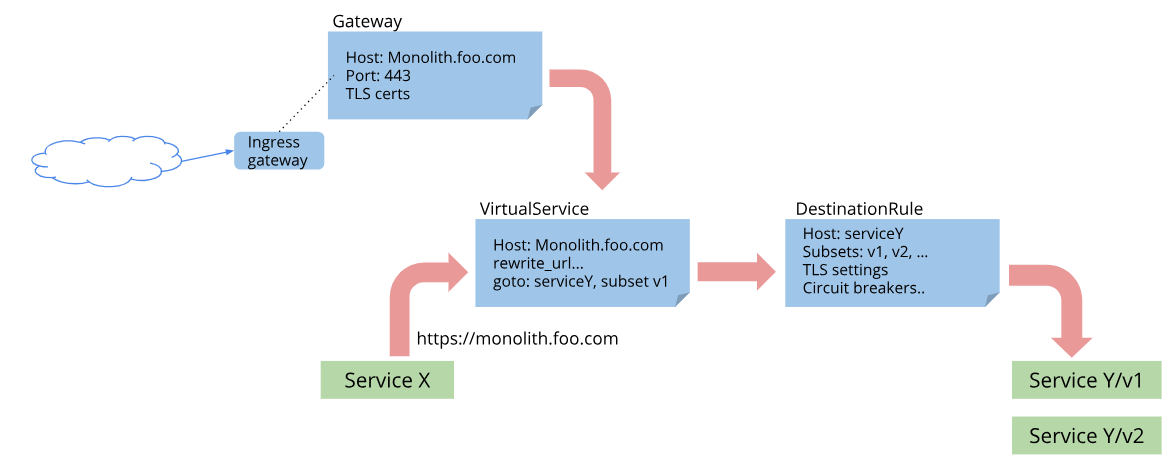 Gateway
Host: Monolith.foo.com
Port: 443
TLS certs
Ingress
gateway
VirtualService
Host: Monolith.foo.com
rewrite_url...
goto: serviceY, subset v1
DestinationRule
Host: serviceY
Subsets: v1, v2, ...
TLS settings
Circuit breakers..
https://monolith.foo.com
Service X
Service Y/v1
Service Y/v2